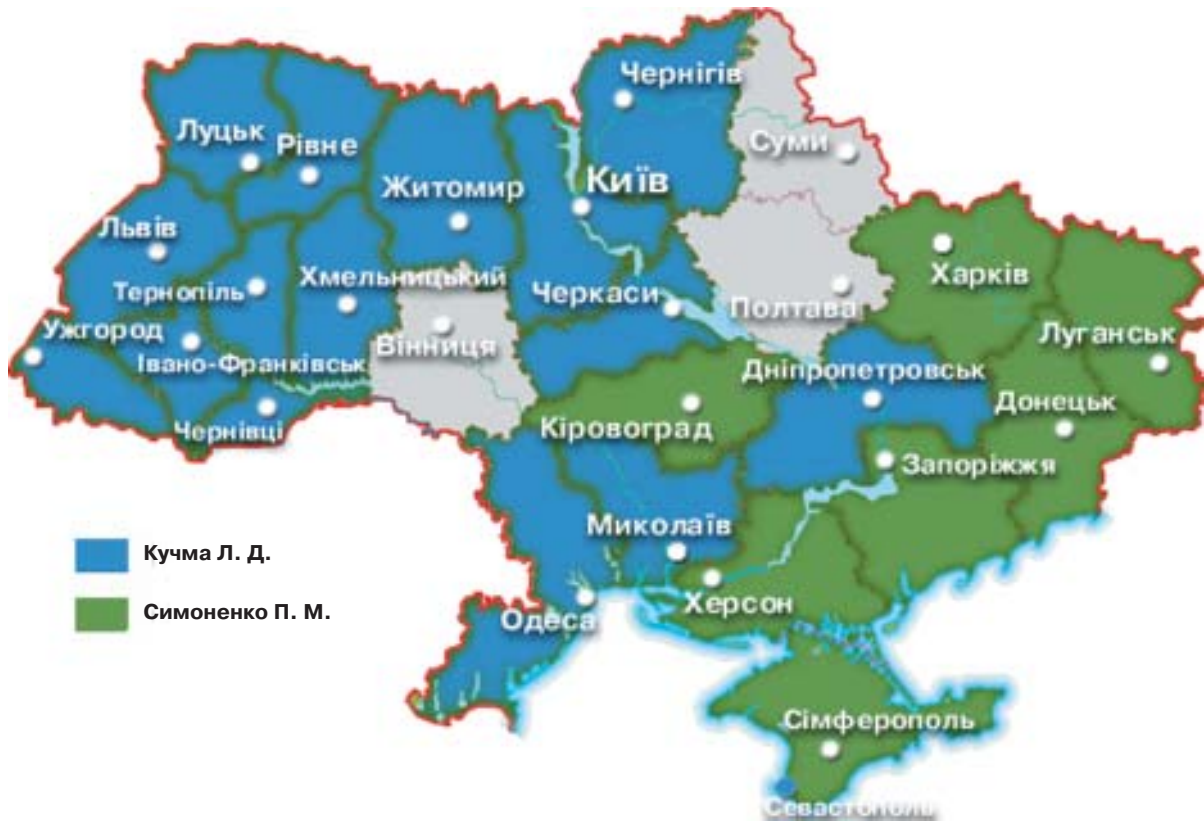 Чернігів
Суми
Луцьк
Рівне
Київ
Житомир
Львів
Харків
Хмельницький
Тернопіль
Черкаси
Полтава
Ужгород
Вінниця
Луганськ
Івано-Франківськ
Дніпропетровськ
Донецьк
Чернівці
Кіровоград
Запоріжжя
Миколаїв
Кучма Л. Д.
Херсон
Одеса
Симоненко П. М.
Сімферополь
Севастополь